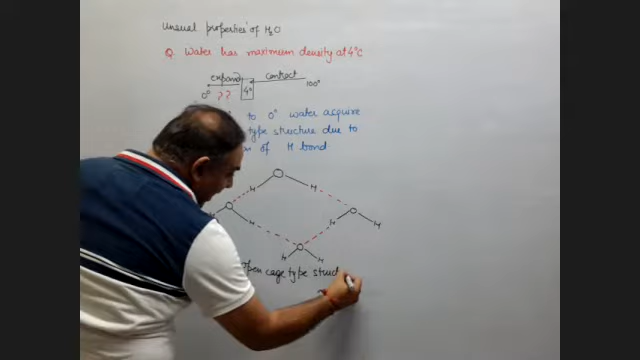 Unusual properties of H2O
Q. Water has maximum density at 4°C
expand contract
0° ?? 4° 100°
to 0° water acquire
type structure due to
of H bond
O
H H
O O
H H H
O
H H
Open cage type struct